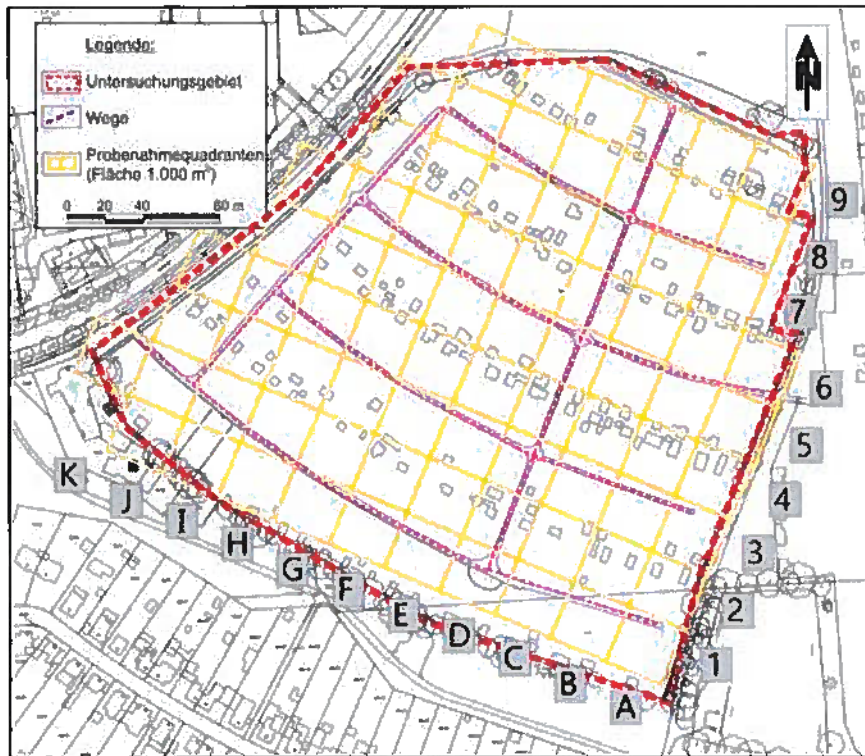 Legende:
Untersuchungsgebiet
Wege
Probenahmequadranten
(Fläche 1.000 m²)
0 20 40 80 m
N
9
8
7
6
5
4
3
2
1
K
J
I
H
G
F
E
D
C
B
A